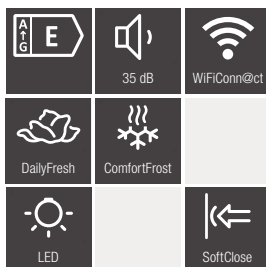 A
↑
G
E
35 dB
WiFiConn@ct
DailyFresh
ComfortFrost
LED
SoftClose